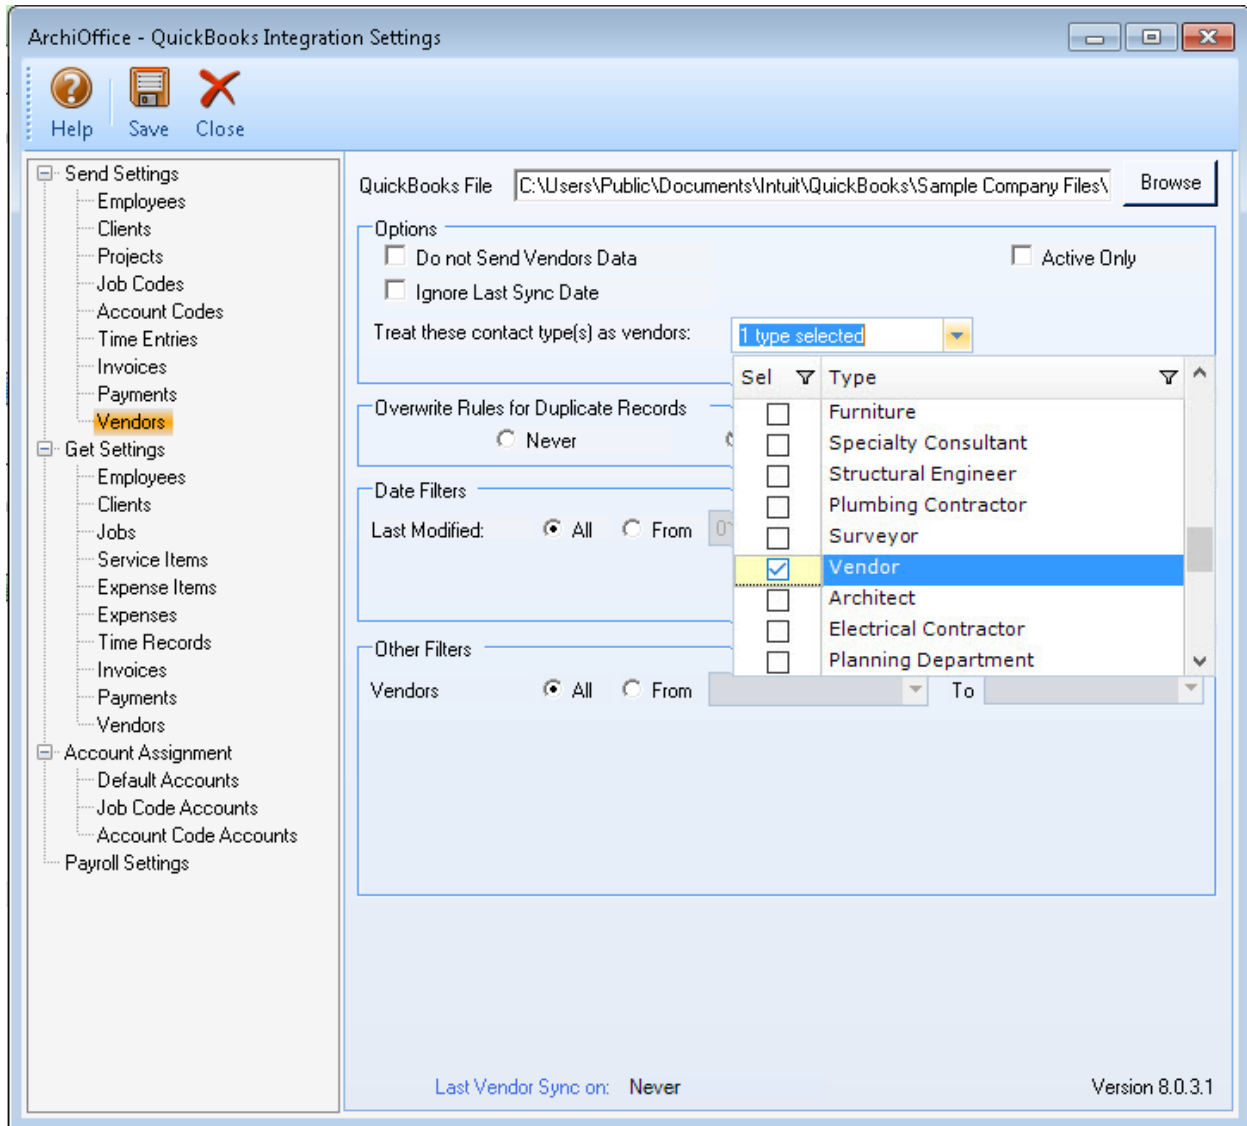 ArchiOffice - QuickBooks Integration Settings
Help Save Close
Send Settings
Employees
Clients
Projects
Job Codes
Account Codes
Time Entries
Invoices
Payments
Vendors
Get Settings
Employees
Clients
Jobs
Service Items
Expense Items
Expenses
Time Records
Invoices
Payments
Vendors
Account Assignment
Default Accounts
Job Code Accounts
Account Code Accounts
Payroll Settings
QuickBooks File C:\Users\Public\Documents\Intuit\QuickBooks\Sample Company Files\ Browse
Options
Do not Send Vendors Data Active Only
Ignore Last Sync Date
Treat these contact type(s) as vendors: 1 type selected
Sel Type
Furniture
Specialty Consultant
Structural Engineer
Plumbing Contractor
Surveyor
Vendor
Architect
Electrical Contractor
Planning Department
Overwrite Rules for Duplicate Records
Never
Date Filters
Last Modified: All From
Other Filters
Vendors All From To
Last Vendor Sync on: Never Version 8.0.3.1